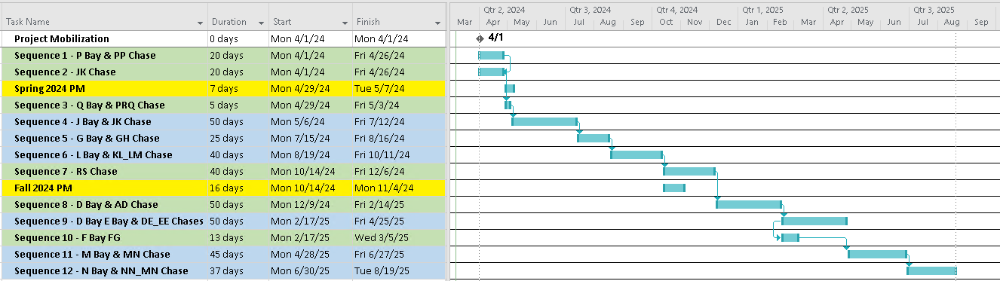 Qtr 2, 2024 Qtr 3, 2024 Qtr 4, 2024 Qtr 1, 2025 Qtr 2, 2025 Qtr 3, 2025
Task Name Duration Start Finish Mar Apr May Jun Jul Aug Sep Oct Nov Dec Jan Feb Mar Apr May Jun Jul Aug Sep
Project Mobilization 0 days Mon 4/1/24 Mon 4/1/24 4/1
Sequence 1 - P Bay & PP Chase 20 days Mon 4/1/24 Fri 4/26/24
Sequence 2 - JK Chase 20 days Mon 4/1/24 Fri 4/26/24
Spring 2024 PM 7 days Mon 4/29/24 Tue 5/7/24
Sequence 3 - Q Bay & PRQ Chase 5 days Mon 4/29/24 Fri 5/3/24
Sequence 4 - J Bay & JK Chase 50 days Mon 5/6/24 Fri 7/12/24
Sequence 5 - G Bay & GH Chase 25 days Mon 7/15/24 Fri 8/16/24
Sequence 6 - L Bay & KL_LM Chase 40 days Mon 8/19/24 Fri 10/11/24
Sequence 7 - RS Chase 40 days Mon 10/14/24 Fri 12/6/24
Fall 2024 PM 16 days Mon 10/14/24 Mon 11/4/24
Sequence 8 - D Bay & AD Chase 50 days Mon 12/9/24 Fri 2/14/25
Sequence 9 - D Bay E Bay & DE_EE Chases 50 days Mon 2/17/25 Fri 4/25/25
Sequence 10 - F Bay FG 13 days Mon 2/17/25 Wed 3/5/25
Sequence 11 - M Bay & MN Chase 45 days Mon 4/28/25 Fri 6/27/25
Sequence 12 - N Bay & NN_MN Chase 37 days Mon 6/30/25 Tue 8/19/25